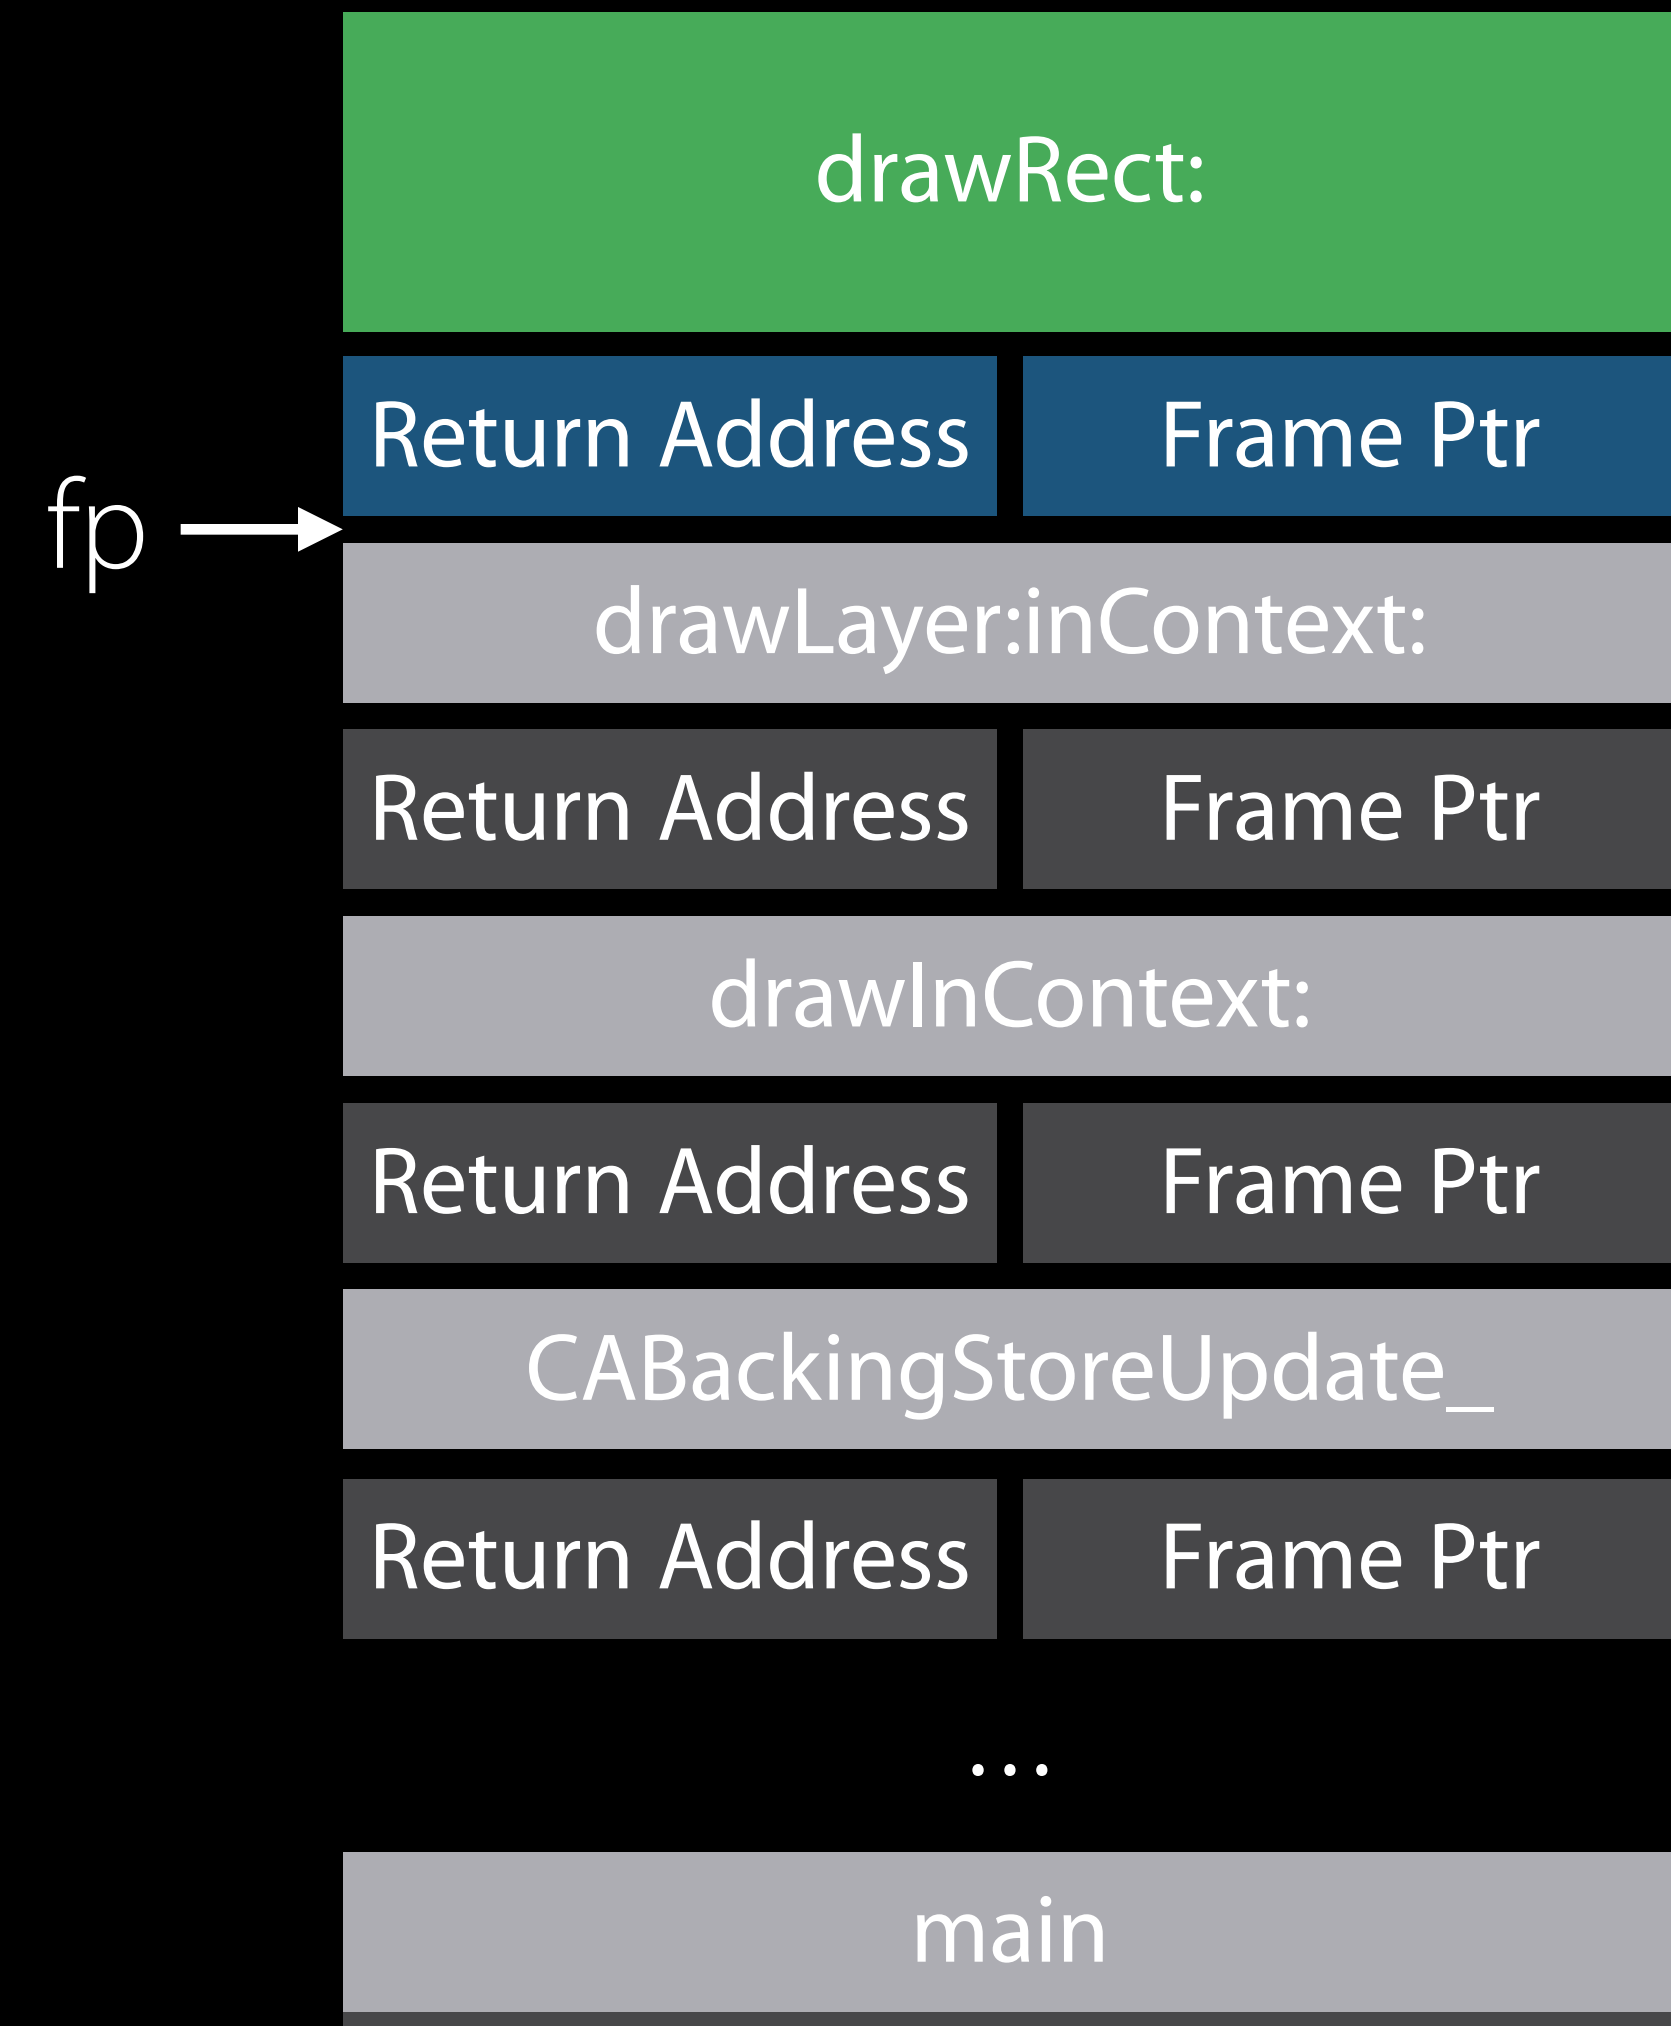 drawRect:
Return Address Frame Ptr
fp
drawLayer:inContext:
Return Address Frame Ptr
drawInContext:
Return Address Frame Ptr
CABackingStoreUpdate_
Return Address Frame Ptr
...
main